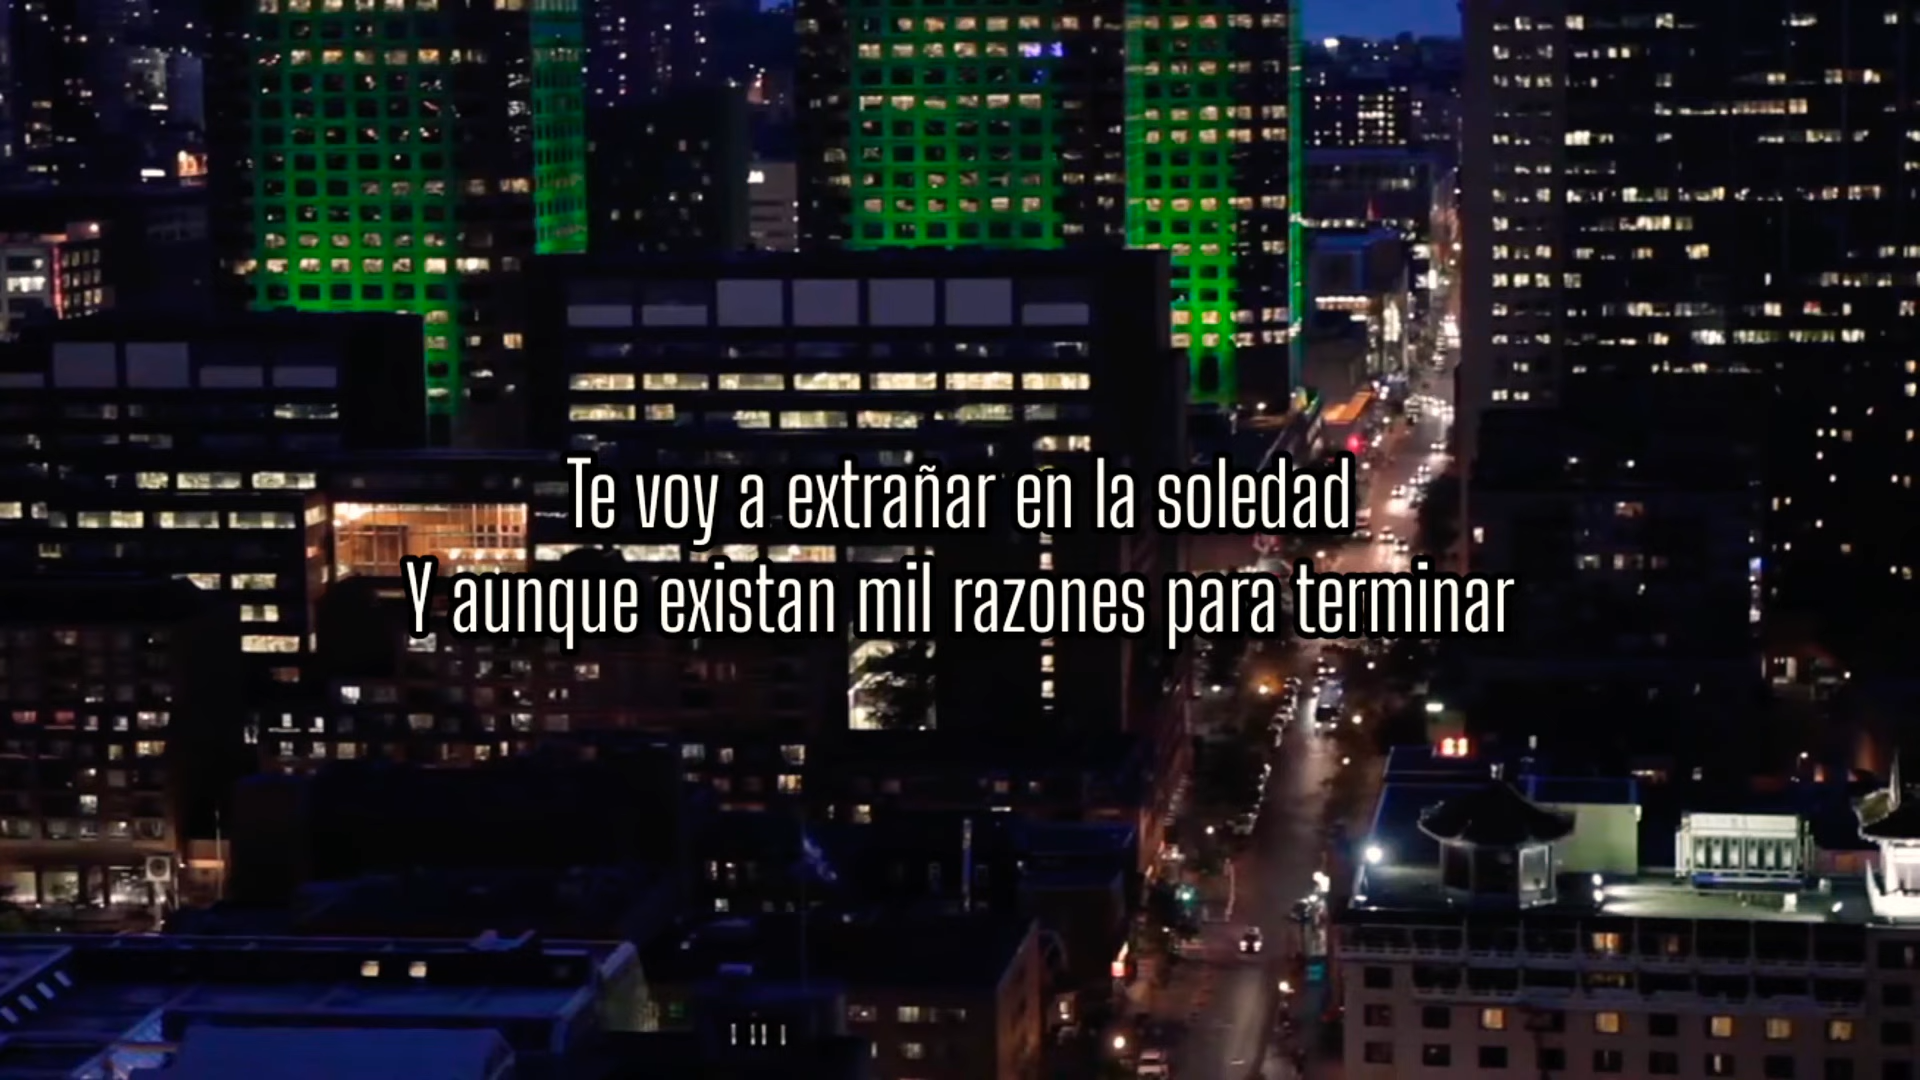 Te voy a extrañar en la soledad
Y aunque existan mil razones para terminar